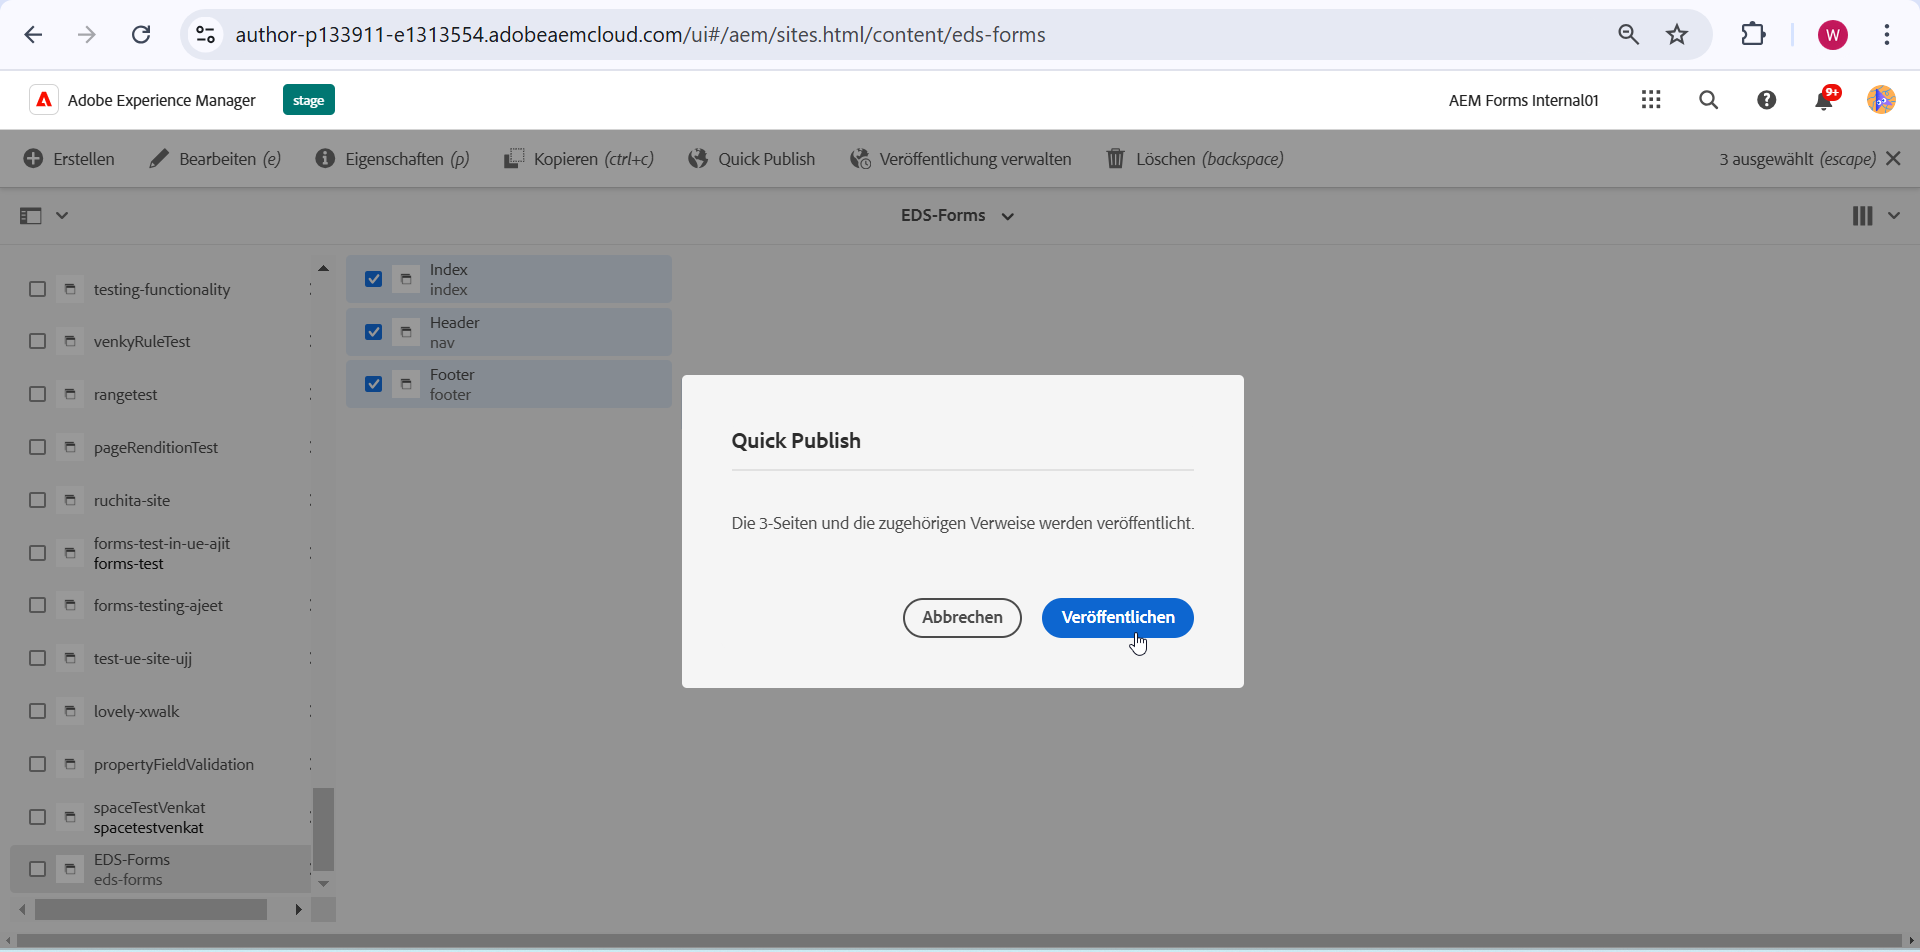 author-p133911-e1313554.adobeaemcloud.com/ui#/aem/sites.html/content/eds-forms
W
Adobe Experience Manager
stage
AEM Forms Internal01
9+
Erstellen
Bearbeiten (e)
Eigenschaften (p)
Kopieren (ctrl+c)
Quick Publish
Veröffentlichung verwalten
Löschen (backspace)
3 ausgewählt (escape)
EDS-Forms
testing-functionality
venkyRuleTest
rangetest
pageRenditionTest
ruchita-site
forms-test-in-ue-ajit
forms-test
forms-testing-ajeet
test-ue-site-ujj
lovely-xwalk
propertyFieldValidation
spaceTestVenkat
spacetestvenkat
EDS-Forms
eds-forms
Index
index
Header
nav
Footer
footer
Quick Publish
Die 3-Seiten und die zugehörigen Verweise werden veröffentlicht.
Abbrechen
Veröffentlichen